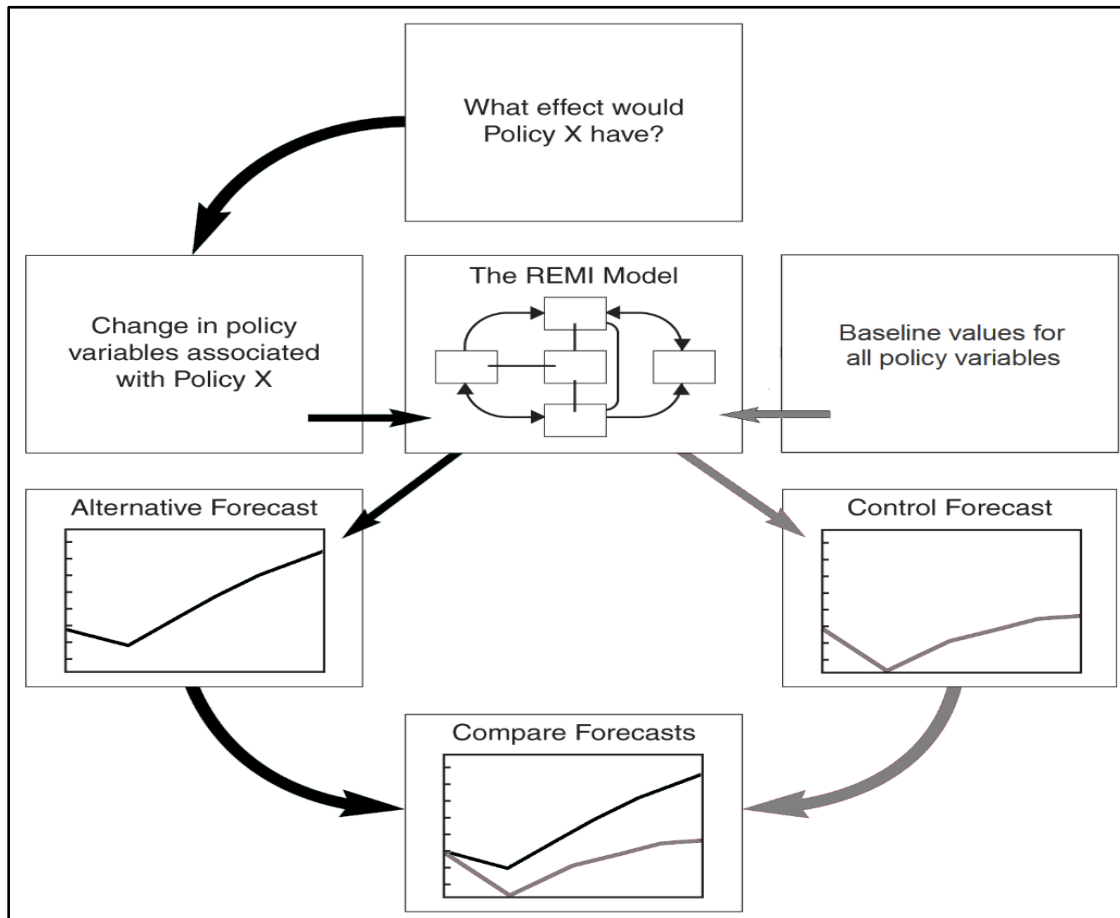 What effect would
Policy X have?
Change in policy
variables associated
with Policy X
The REMI Model
Baseline values for
all policy variables
Alternative Forecast
Control Forecast
Compare Forecasts